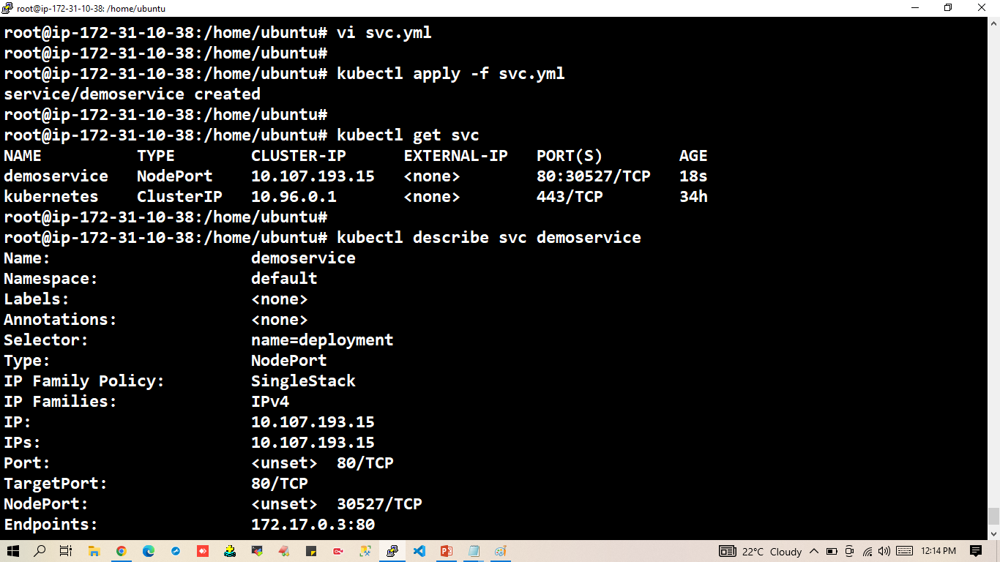 root@ip-172-31-10-38: /home/ubuntu
root@ip-172-31-10-38:/home/ubuntu# vi svc.yml
root@ip-172-31-10-38:/home/ubuntu#
root@ip-172-31-10-38:/home/ubuntu# kubectl apply -f svc.yml
service/demoservice created
root@ip-172-31-10-38:/home/ubuntu#
root@ip-172-31-10-38:/home/ubuntu# kubectl get svc
NAME          TYPE        CLUSTER-IP      EXTERNAL-IP   PORT(S)        AGE
demoservice   NodePort    10.107.193.15   <none>        80:30527/TCP   18s
kubernetes    ClusterIP   10.96.0.1       <none>        443/TCP        34h
root@ip-172-31-10-38:/home/ubuntu#
root@ip-172-31-10-38:/home/ubuntu# kubectl describe svc demoservice
Name:                     demoservice
Namespace:                default
Labels:                   <none>
Annotations:              <none>
Selector:                 name=deployment
Type:                     NodePort
IP Family Policy:         SingleStack
IP Families:              IPv4
IP:                       10.107.193.15
IPs:                      10.107.193.15
Port:                     <unset>  80/TCP
TargetPort:               80/TCP
NodePort:                 <unset>  30527/TCP
Endpoints:                172.17.0.3:80
22°C Cloudy 12:14 PM